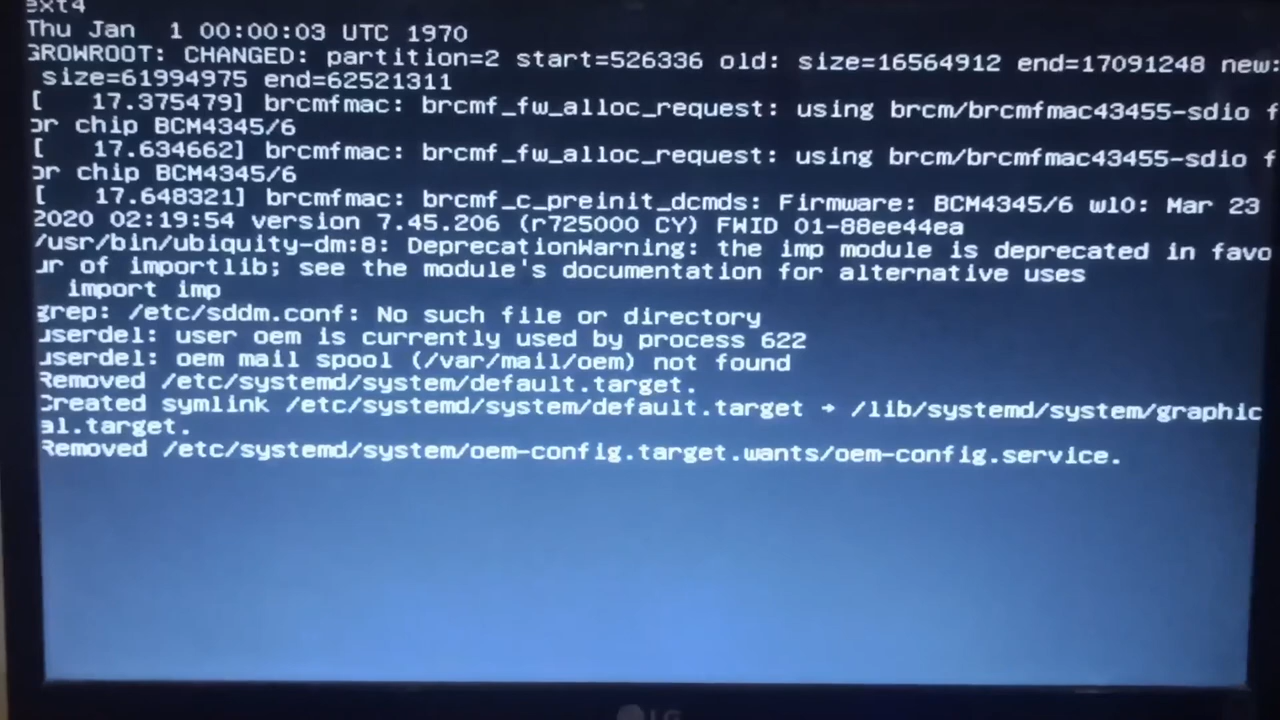 ext4
Thu Jan  1 00:00:03 UTC 1970
GROWROOT: CHANGED: partition=2 start=526336 old: size=16564912 end=17091248 new:
 size=61994975 end=62521311
[   17.375479] brcmfmac: brcmf_fw_alloc_request: using brcm/brcmfmac43455-sdio f
or chip BCM4345/6
[   17.634662] brcmfmac: brcmf_fw_alloc_request: using brcm/brcmfmac43455-sdio f
or chip BCM4345/6
[   17.648321] brcmfmac: brcmf_c_preinit_dcmds: Firmware: BCM4345/6 wl0: Mar 23
2020 02:19:54 version 7.45.206 (r725000 CY) FWID 01-88ee44ea
/usr/bin/ubiquity-dm:8: DeprecationWarning: the imp module is deprecated in favo
ur of importlib; see the module's documentation for alternative uses
  import imp
grep: /etc/sddm.conf: No such file or directory
userdel: user oem is currently used by process 622
userdel: oem mail spool (/var/mail/oem) not found
Removed /etc/systemd/system/default.target.
Created symlink /etc/systemd/system/default.target → /lib/systemd/system/graphic
al.target.
Removed /etc/systemd/system/oem-config.target.wants/oem-config.service.
LG